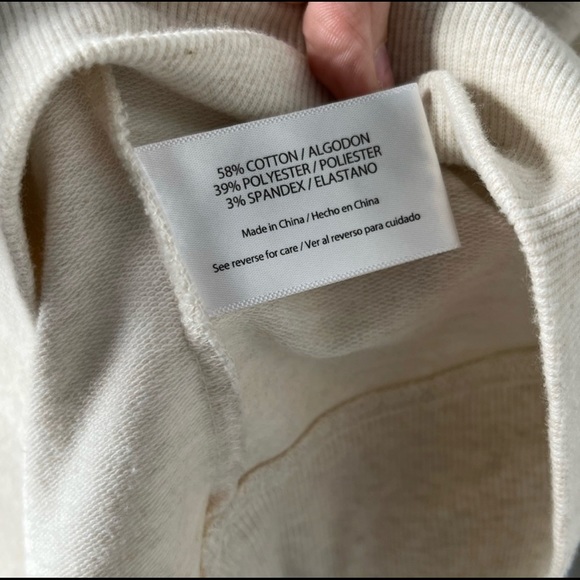 58% COTTON / ALGODON
39% POLYESTER / POLIESTER
3% SPANDEX / ELASTANO
Made in China / Hecho en China
See reverse for care / Ver al reverso para cuidado